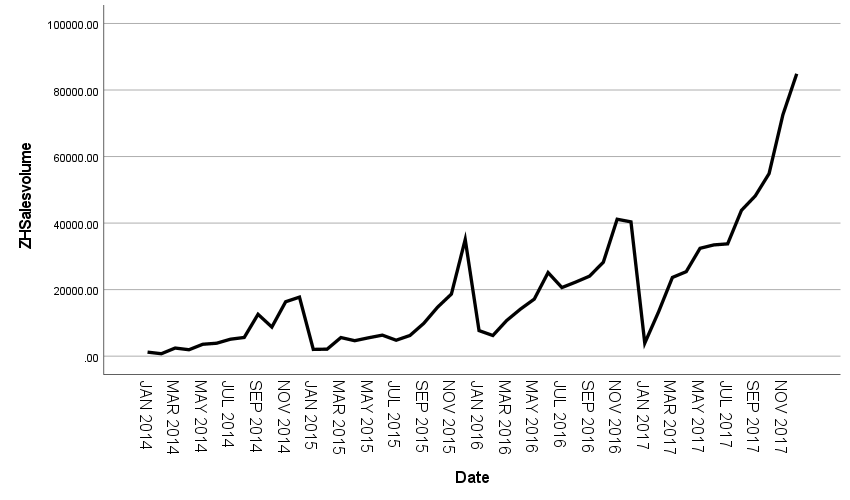 100000.00
80000.00
60000.00
40000.00
20000.00
.00
ZHSalesvolume
JAN 2014
MAR 2014
MAY 2014
JUL 2014
SEP 2014
NOV 2014
JAN 2015
MAR 2015
MAY 2015
JUL 2015
SEP 2015
NOV 2015
JAN 2016
MAR 2016
MAY 2016
JUL 2016
SEP 2016
NOV 2016
JAN 2017
MAR 2017
MAY 2017
JUL 2017
SEP 2017
NOV 2017
Date